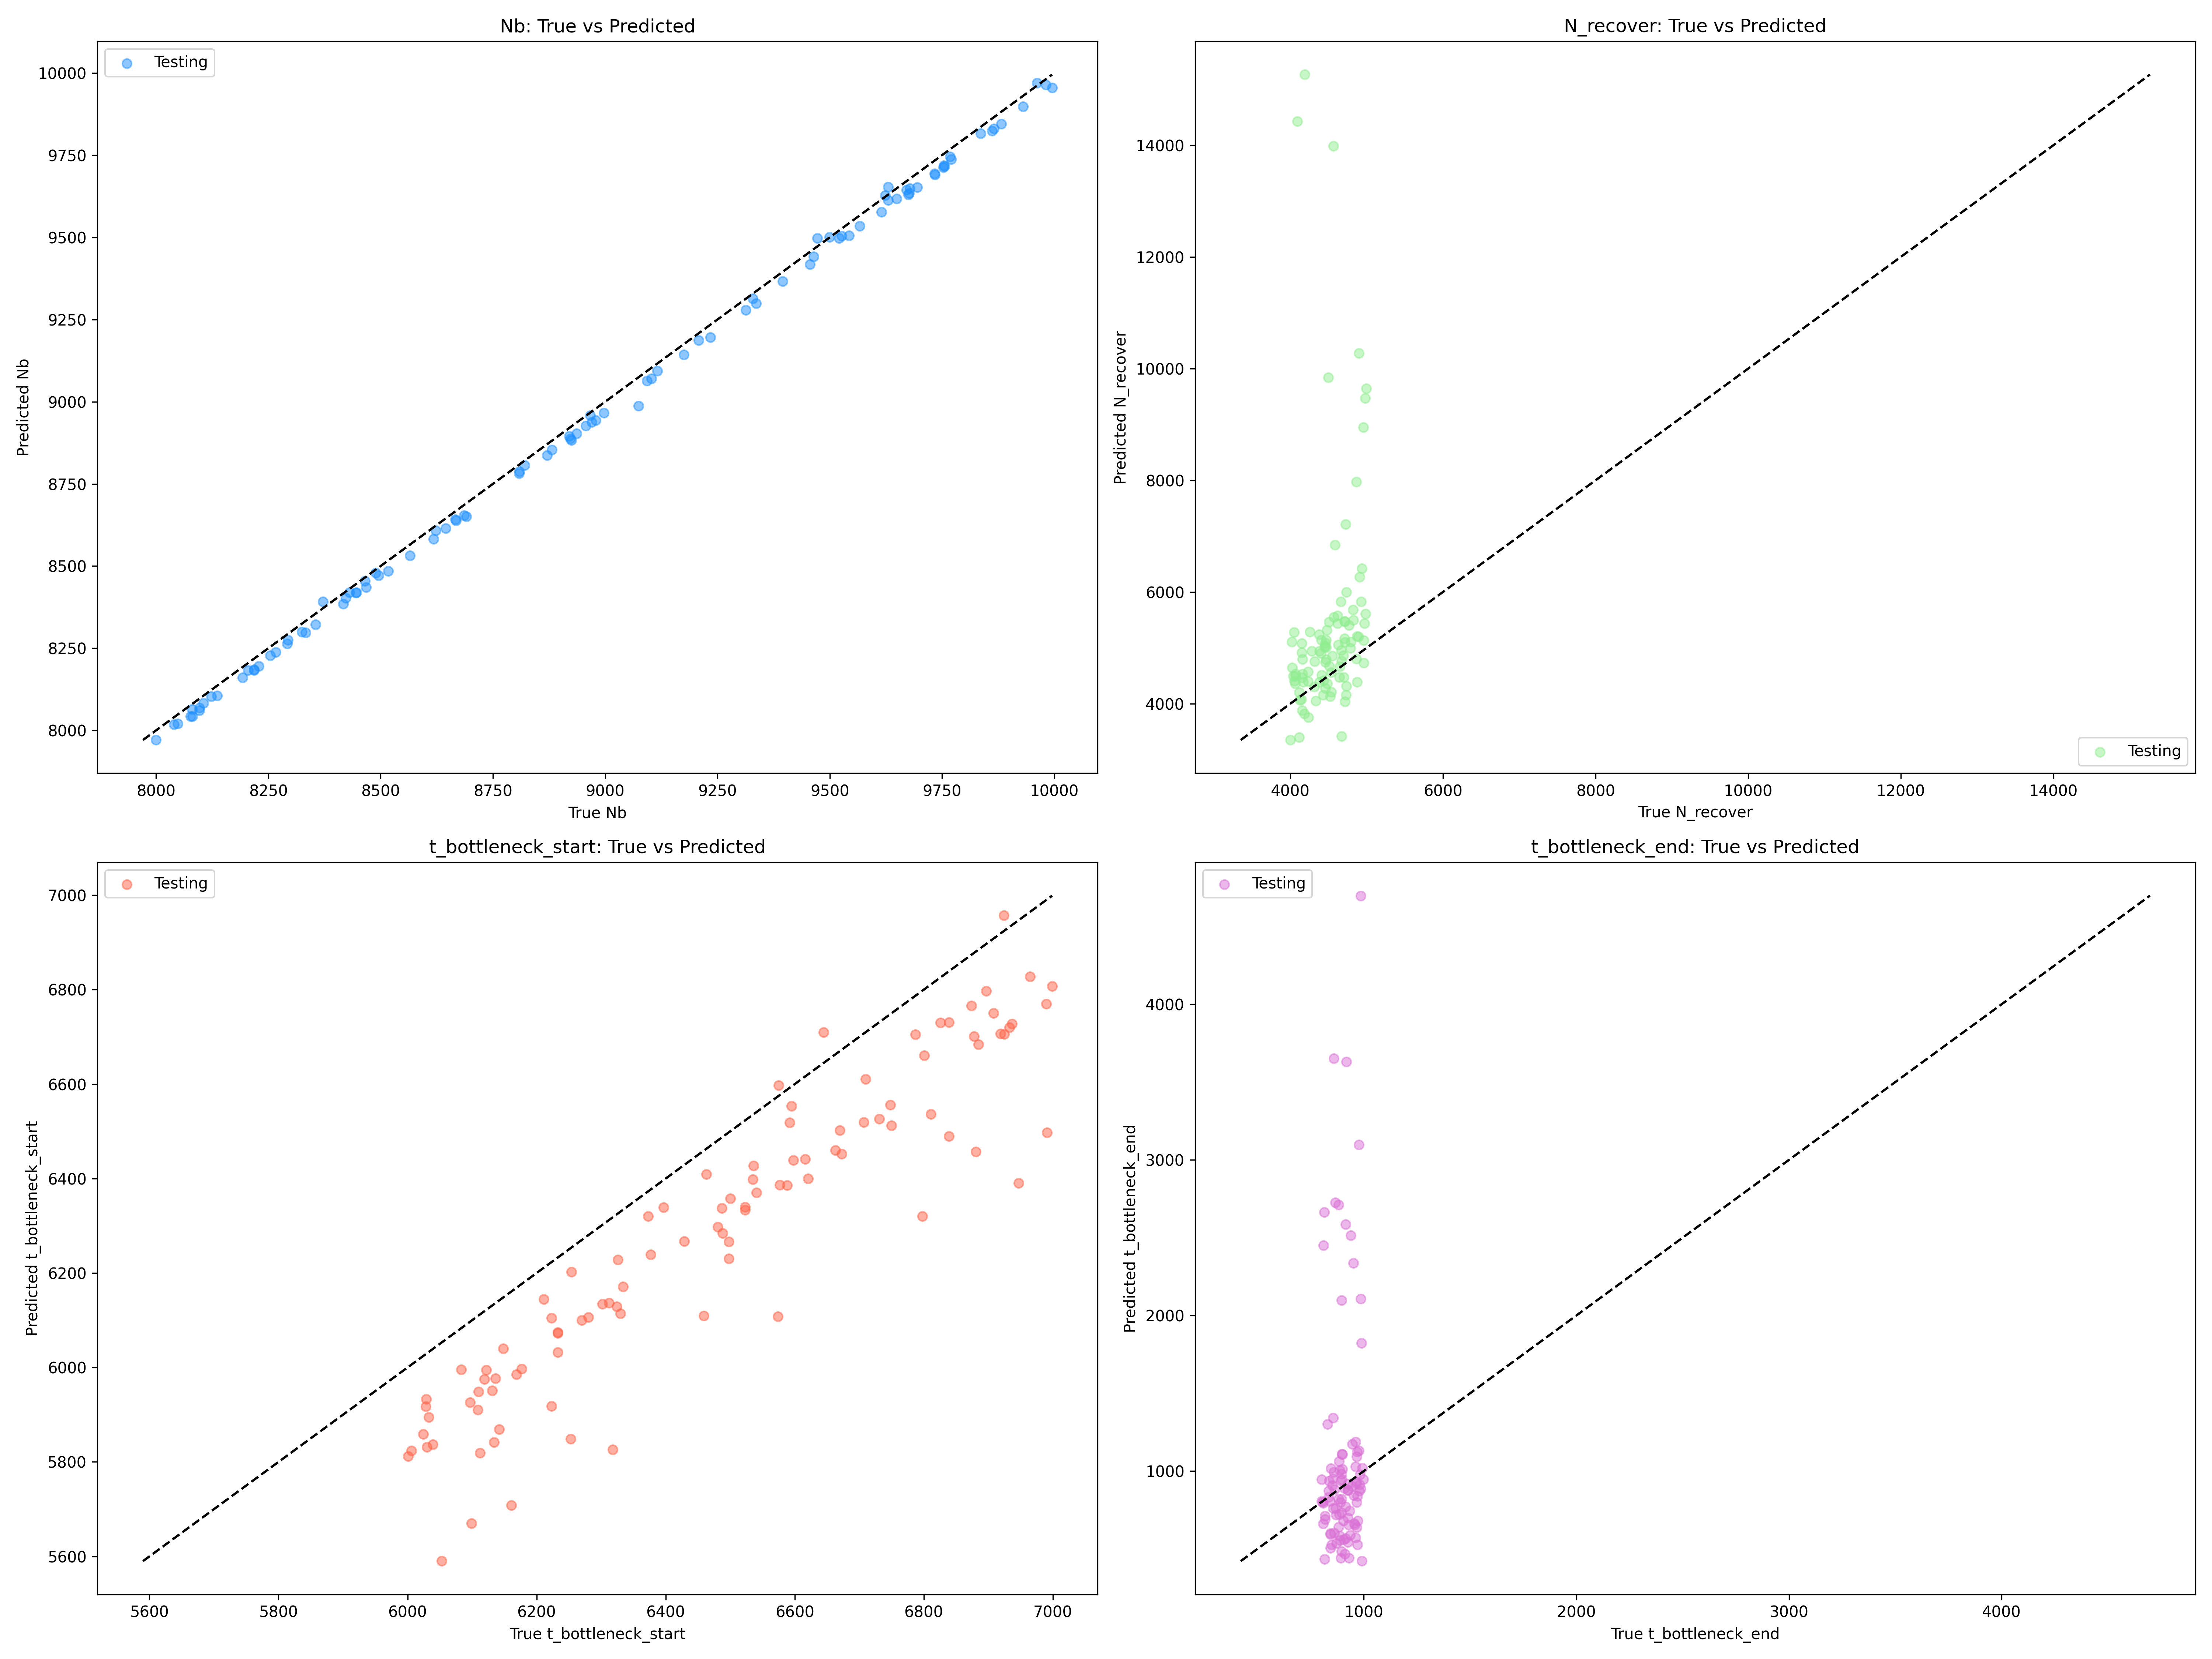 Nb: True vs Predicted
Testing
10000
9750
9500
9250
9000
8750
8500
8250
8000
Predicted Nb
8000 8250 8500 8750 9000 9250 9500 9750 10000
True Nb
N_recover: True vs Predicted
14000
12000
10000
8000
6000
4000
Predicted N_recover
Testing
4000 6000 8000 10000 12000 14000
True N_recover
t_bottleneck_start: True vs Predicted
Testing
7000
6800
6600
6400
6200
6000
5800
5600
Predicted t_bottleneck_start
5600 5800 6000 6200 6400 6600 6800 7000
True t_bottleneck_start
t_bottleneck_end: True vs Predicted
Testing
4000
3000
2000
1000
Predicted t_bottleneck_end
1000 2000 3000 4000
True t_bottleneck_end